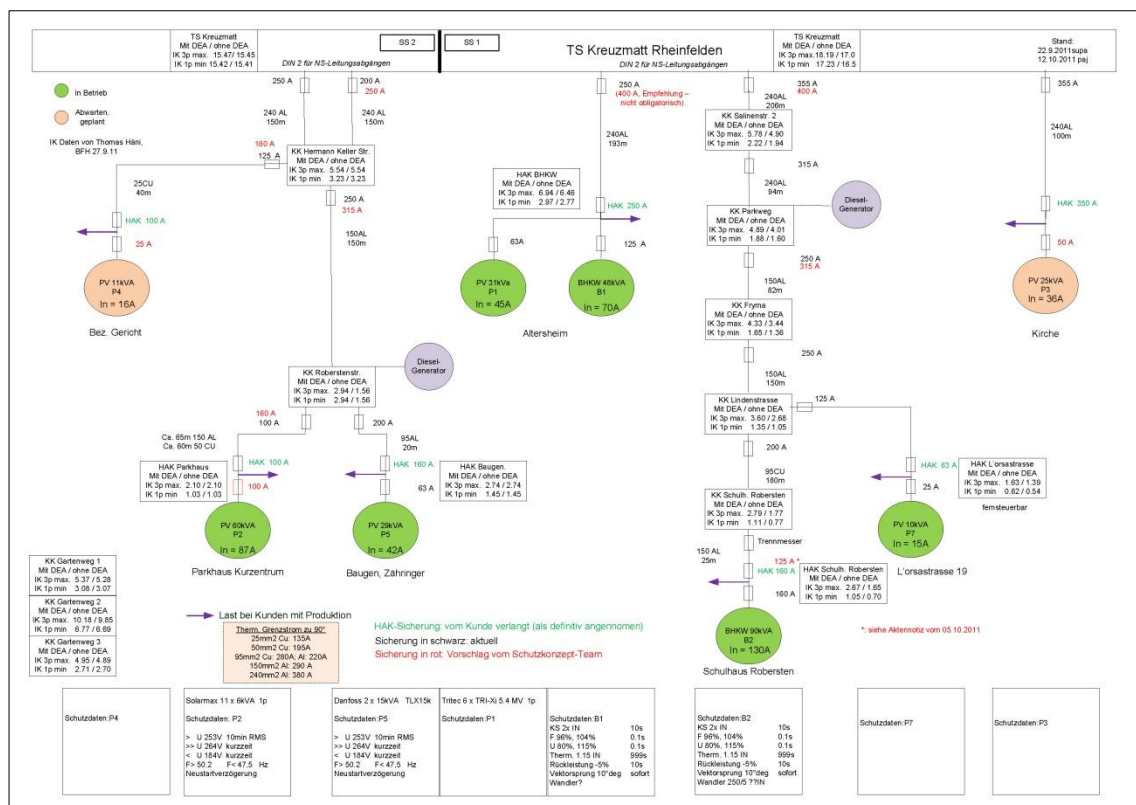 TS Kreuzmatt
Mit DEA / ohne DEA
IK 3p max. 15.47/ 15.45
IK 1p min 15.42 / 15.41
SS 2
SS 1
DIN 2 für NS-Leitungsabgängen
TS Kreuzmatt Rheinfelden
DIN 2 für NS-Leitungsabgängen
TS Kreuzmatt
Mit DEA / ohne DEA
IK 3p max. 18.19 / 17.0
IK 1p min 17.23 / 16.5
Stand:
22.9.2011supa
12.10.2011 paj
In Betrieb
Abwarten,
geplant
IK Daten von Thomas Häni,
BFH 27.9.11
250 A
200 A
250 A
240 AL
150m
240 AL
150m
160 A
125 A
KK Hermann Keller Str.
Mit DEA / ohne DEA
IK 3p max. 5.54 / 5.54
IK 1p min 3.23 / 3.23
25CU
40m
HAK 100 A
25 A
PV 11kVA
P4
In = 16A
Bez. Gericht
250 A
315 A
150AL
150m
Diesel-
Generator
KK Roberstenstr.
Mit DEA / ohne DEA
IK 3p max. 2.94 / 1.56
IK 1p min 2.94 / 1.56
160 A
100 A
200 A
Ca. 65m 150 AL
Ca. 60m 50 CU
95AL
20m
HAK Parkhaus
Mit DEA / ohne DEA
IK 3p max 2.10 / 2.10
IK 1p min 1.03 / 1.03
HAK 100 A
100 A
HAK 160 A
63 A
HAK Baugen,
Mit DEA / ohne DEA
IK 3p max 2.74 / 2.74
IK 1p min 1.45 / 1.45
PV 60kVA
P2
In = 87A
Parkhaus Kurzentrum
PV 29kVA
P5
In = 42A
Baugen, Zähringer
250 A
(400 A, Empfehlung –
nicht obligatorisch)
240AL
193m
HAK BHKW
Mit DEA / ohne DEA
IK 3p max. 6.94 / 6.46
IK 1p min 2.97 / 2.77
HAK 250 A
63A
125 A
PV 31kVa
P1
In = 45A
BHKW 48kVA
B1
In = 70A
Altersheim
355 A
400 A
240AL
206m
KK Salinenstr. 2
Mit DEA / ohne DEA
IK 3p max. 5.78 / 4.90
IK 1p min 2.22 / 1.94
315 A
240AL
94m
Diesel-
Generator
KK Parkweg
Mit DEA / ohne DEA
IK 3p max. 4.89 / 4.01
IK 1p min 1.88 / 1.60
250 A
315 A
150AL
82m
KK Fryma
Mit DEA / ohne DEA
IK 3p max. 4.33 / 3.44
IK 1p min 1.65 / 1.36
250 A
150AL
150m
KK Lindenstrasse
Mit DEA / ohne DEA
IK 3p max. 3.60 / 2.68
IK 1p min 1.35 / 1.05
125 A
200 A
95CU
180m
KK Schulh. Robersten
Mit DEA / ohne DEA
IK 3p max. 2.79 / 1.77
IK 1p min 1.11 / 0.77
Trennmesser
150 AL
25m
125 A *
HAK 160 A
160 A
HAK Schulh. Robersten
Mit DEA / ohne DEA
IK 3p max 2.67 / 1.65
IK 1p min 1.05 / 0.70
BHKW 90kVA
B2
In = 130A
Schulhaus Robersten
HAK 63 A
25 A
HAK L'orsastrasse
Mit DEA / ohne DEA
IK 3p max 1.63 / 1.39
IK 1p min 0.62 / 0.54
fernsteuerbar
PV 10kVA
P7
In = 15A
L'orsastrasse 19
355 A
240AL
100m
HAK 350 A
50 A
PV 25kVA
P3
In = 36A
Kirche
KK Gartenweg 1
Mit DEA / ohne DEA
IK 3p max. 5.37 / 5.28
IK 1p min 3.08 / 3.07
KK Gartenweg 2
Mit DEA / ohne DEA
IK 3p max 10.18 / 9.85
IK 1p min 6.77 / 6.69
KK Gartenweg 3
Mit DEA / ohne DEA
IK 3p max 4.95 / 4.89
IK 1p min 2.71 / 2.70
Last bei Kunden mit Produktion
Therm. Grenzstrom zu 90°
25mm2 Cu: 135A
50mm2 Cu: 195A
95mm2 Cu: 280A; Al: 220A
150mm2 Al: 290 A
240mm2 Al: 380 A
HAK-Sicherung: vom Kunde verlangt (als definitiv angennomen)
Sicherung in schwarz: aktuell
Sicherung in rot: Vorschlag vom Schutzkonzept-Team
*: siehe Aktennotiz vom 05.10.2011
Schutzdaten:P4
Solarmax 11 x 6kVA 1p
Schutzdaten: P2
> U 253V 10min RMS
>> U 264V kurzzeit
< U 184V kurzzeit
F> 50.2 F< 47,5 Hz
Neustartverzögerung
Danfoss 2 x 15kVA TLX15k
Schutzdaten:P5
> U 253V 10min RMS
>> U 264V kurzzeit
< U 184V kurzzeit
F> 50.2 F< 47,5 Hz
Neustartverzögerung
Tritec 6 x TRI-Xi 5.4 MV 1p
Schutzdaten:P1
Schutzdaten:B1
KS 2x IN 10s
F 96%, 104% 0.1s
U 80%, 115% 0.1s
Therm. 1.15 IN 999s
Rückleistung -5% 10s
Vektorsprung 10°deg sofort
Wandler?
Schutzdaten:B2
KS 2x IN 10s
F 96%, 104% 0.1s
U 80%, 115% 0.1s
Therm. 1.15 IN 999s
Rückleistung -5% 10s
Vektorsprung 10°deg sofort
Wandler 250/5 ??IN
Schutzdaten:P7
Schutzdaten:P3